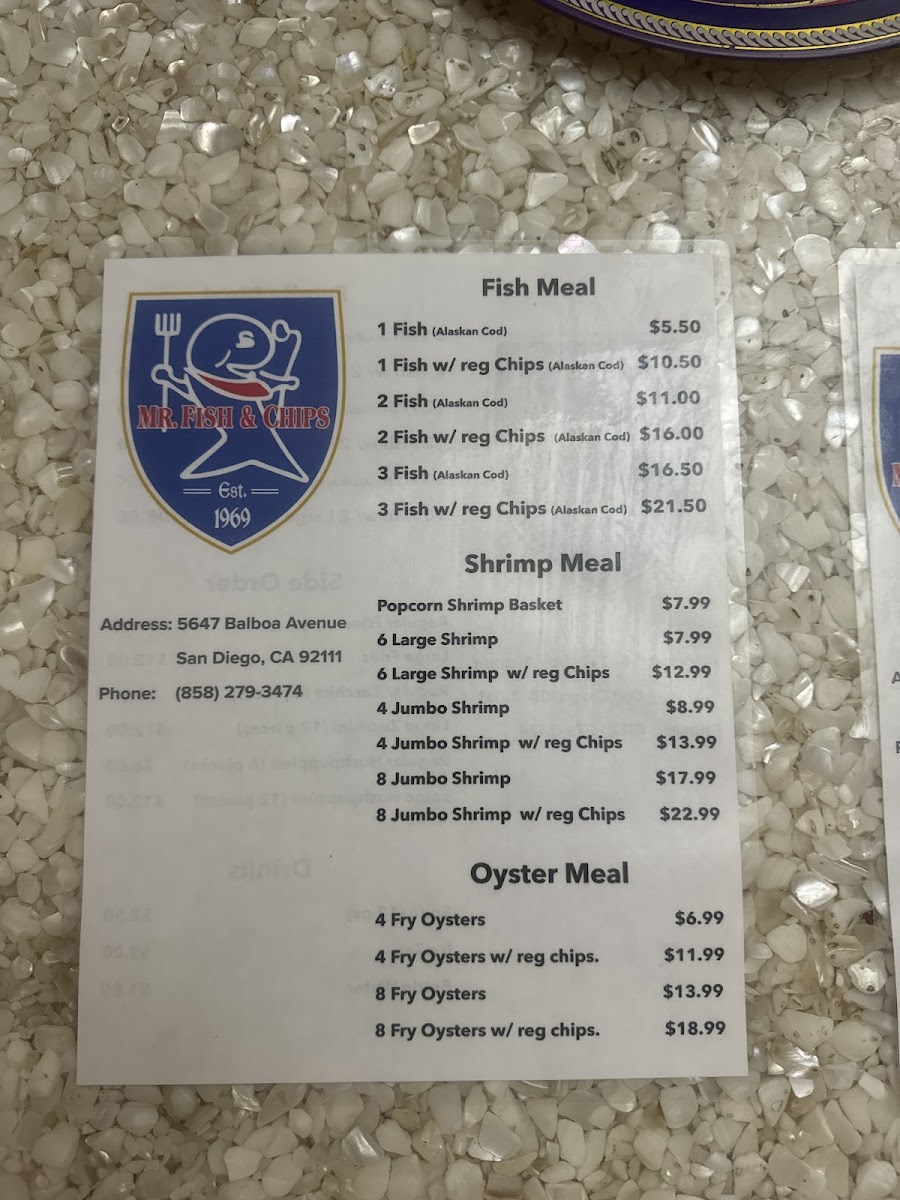 MR. FISH & CHIPS
Est.
1969
Address: 5647 Balboa Avenue
San Diego, CA 92111
Phone: (858) 279-3474
Fish Meal
1 Fish (Alaskan Cod) $5.50
1 Fish w/ reg Chips (Alaskan Cod) $10.50
2 Fish (Alaskan Cod) $11.00
2 Fish w/ reg Chips (Alaskan Cod) $16.00
3 Fish (Alaskan Cod) $16.50
3 Fish w/ reg Chips (Alaskan Cod) $21.50
Shrimp Meal
Popcorn Shrimp Basket $7.99
6 Large Shrimp $7.99
6 Large Shrimp w/ reg Chips $12.99
4 Jumbo Shrimp $8.99
4 Jumbo Shrimp w/ reg Chips $13.99
8 Jumbo Shrimp $17.99
8 Jumbo Shrimp w/ reg Chips $22.99
Oyster Meal
4 Fry Oysters $6.99
4 Fry Oysters w/ reg chips. $11.99
8 Fry Oysters $13.99
8 Fry Oysters w/ reg chips. $18.99